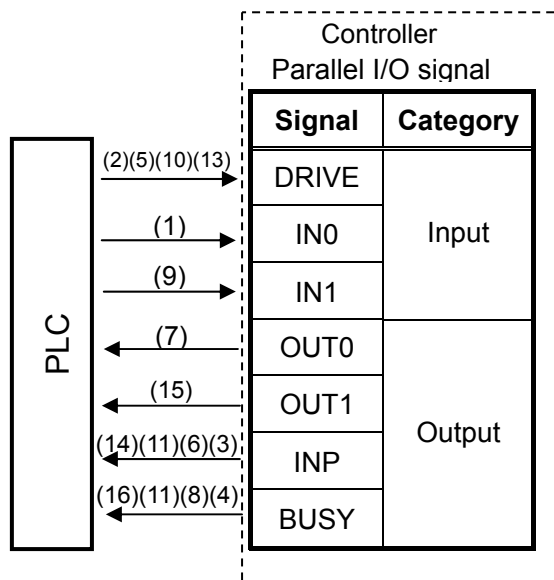 Controller
Parallel I/O signal
Signal Category
(2)(5)(10)(13) DRIVE
(1) IN0 Input
(9) IN1
PLC
(7) OUT0
(15) OUT1
Output
(14)(11)(6)(3) INP
(16)(11)(8)(4) BUSY